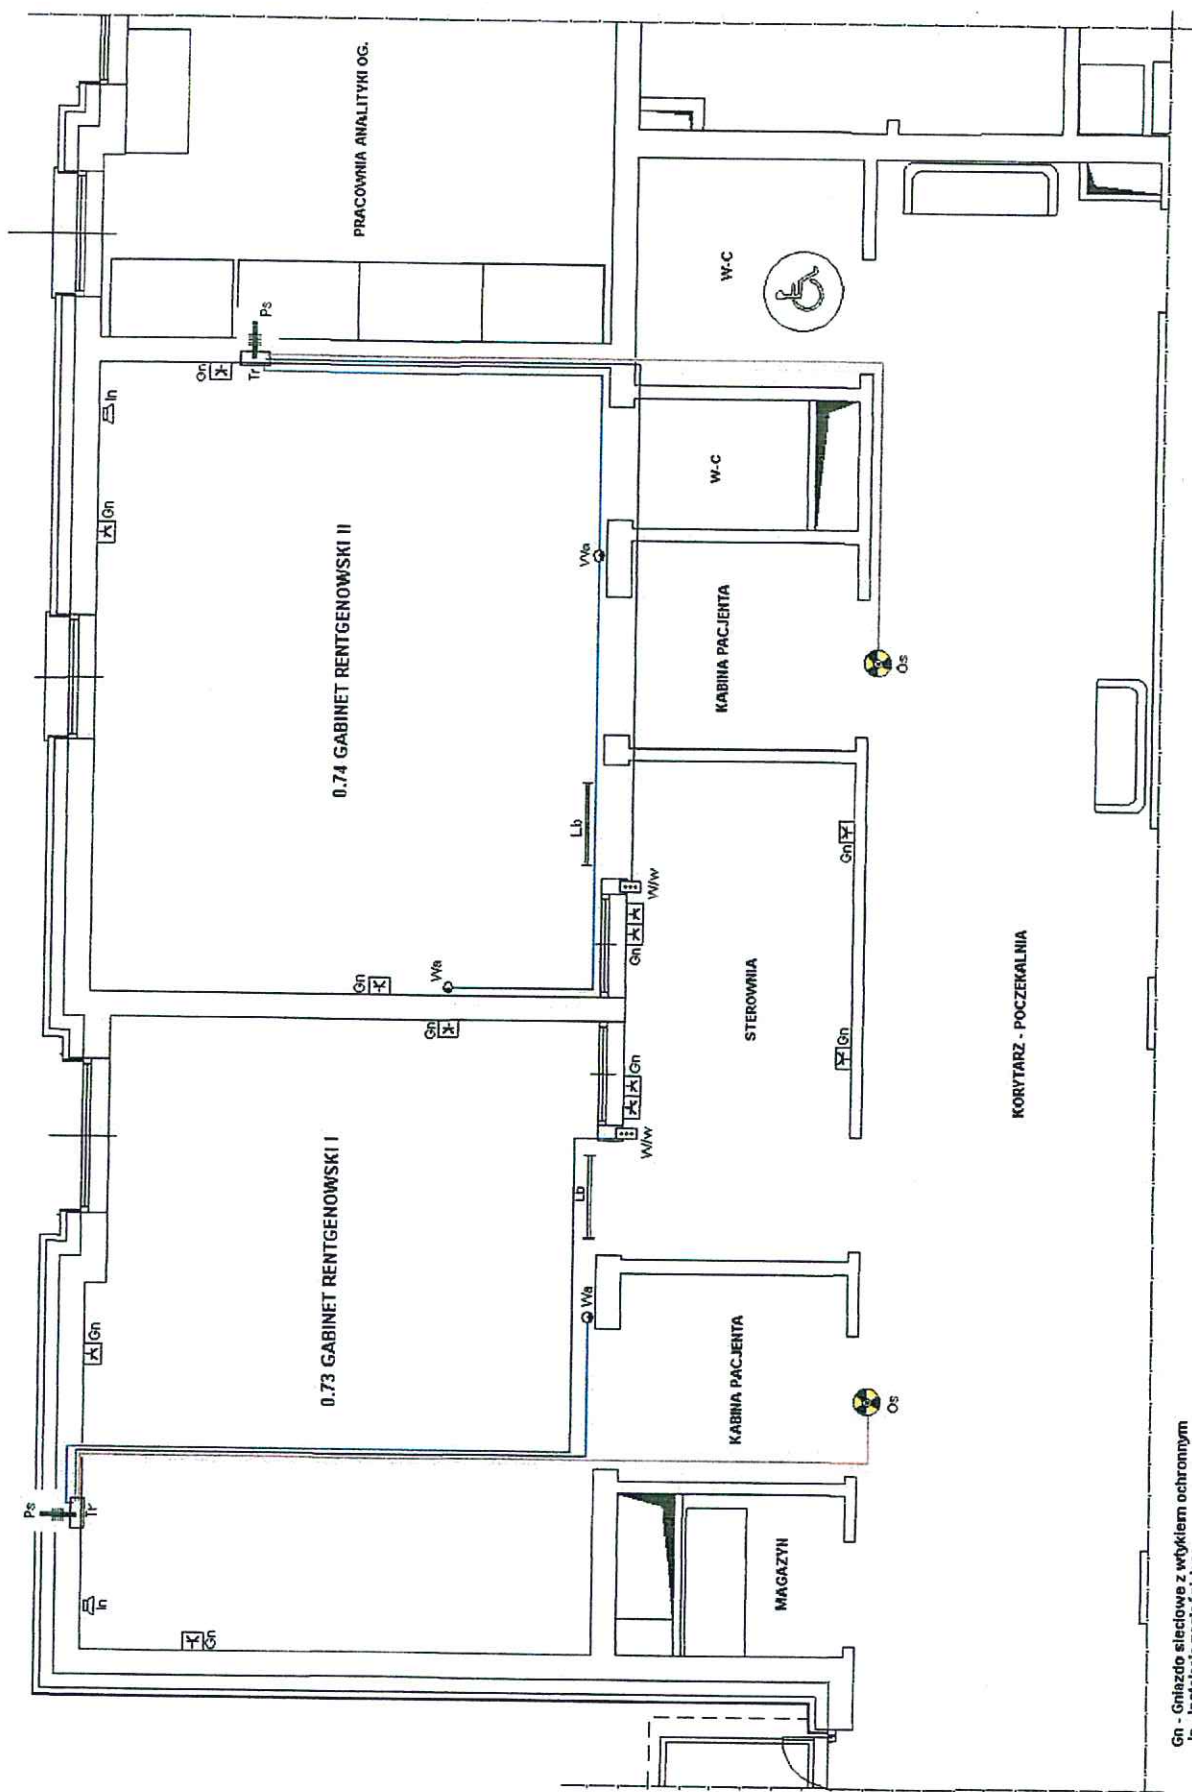 PRACOWNIA ANALITYKI OG.
Ps
Gn
Tr
In
Gn
W-C
W-C
0.74 GABINET RENTGENOWSKI II
Wa
KABINA PACJENTA
Os
Lb
W/w
Gn
Gn
Gn
Wa
Gn
STEROWNIA
Gn
Gn
W/w
KORYTARZ - POCZEKALNIA
0.73 GABINET RENTGENOWSKI I
Lb
Gn
Wa
KABINA PACJENTA
Os
Ps
Tr
In
Gn
MAGAZYN
Gn - Gniazdo sieciowe z wtykiem ochronnym